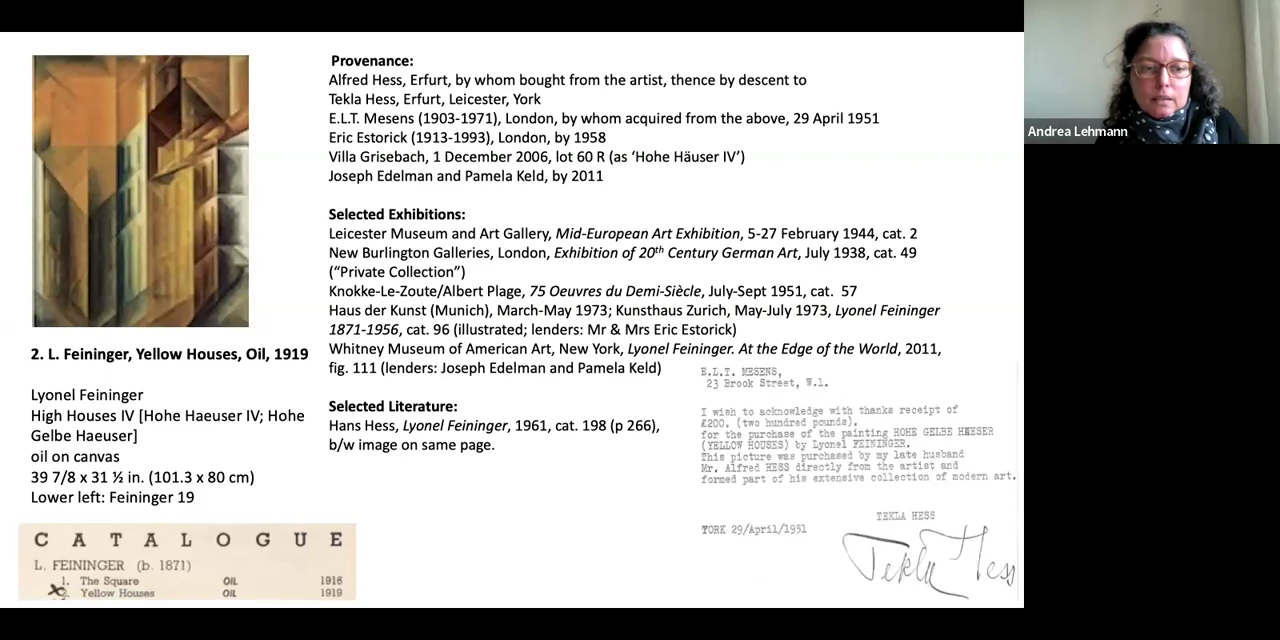 Provenance:
Alfred Hess, Erfurt, by whom bought from the artist, thence by descent to
Tekla Hess, Erfurt, Leicester, York
E.L.T. Mesens (1903-1971), London, by whom acquired from the above, 29 April 1951
Eric Estorick (1913-1993), London, by 1958
Villa Grisebach, 1 December 2006, lot 60 R (as ‘Hohe Häuser IV’)
Joseph Edelman and Pamela Keld, by 2011
Selected Exhibitions:
Leicester Museum and Art Gallery, Mid-European Art Exhibition, 5-27 February 1944, cat. 2
New Burlington Galleries, London, Exhibition of 20th Century German Art, July 1938, cat. 49
(“Private Collection”)
Knokke-Le-Zoute/Albert Plage, 75 Oeuvres du Demi-Siècle, July-Sept 1951, cat. 57
Haus der Kunst (Munich), March-May 1973; Kunsthaus Zurich, May-July 1973, Lyonel Feininger
1871-1956, cat. 96 (illustrated; lenders: Mr & Mrs Eric Estorick)
Whitney Museum of American Art, New York, Lyonel Feininger. At the Edge of the World, 2011,
fig. 111 (lenders: Joseph Edelman and Pamela Keld)
Selected Literature:
Hans Hess, Lyonel Feininger, 1961, cat. 198 (p 266),
b/w image on same page.
2. L. Feininger, Yellow Houses, Oil, 1919
Lyonel Feininger
High Houses IV [Hohe Haeuser IV; Hohe
Gelbe Haeuser]
oil on canvas
39 7/8 x 31 ½ in. (101.3 x 80 cm)
Lower left: Feininger 19
CATALOGUE
L. FEININGER (b. 1871)
1. The Square OIL 1916
2. Yellow Houses OIL 1919
E.L.T. MESENS,
23 Brook Street, W.1.
I wish to acknowledge with thanks receipt of
£200. (two hundred pounds).
for the purchase of the painting HOHE GELBE HEESER
(YELLOW HOUSES) by Lyonel FEININGER.
This picture was purchased by my late husband
Mr. Alfred HESS directly from the artist and
formed part of his extensive collection of modern art.
TEKLA HESS
YORK 29/April/1951
Tekla Hess
Andrea Lehmann